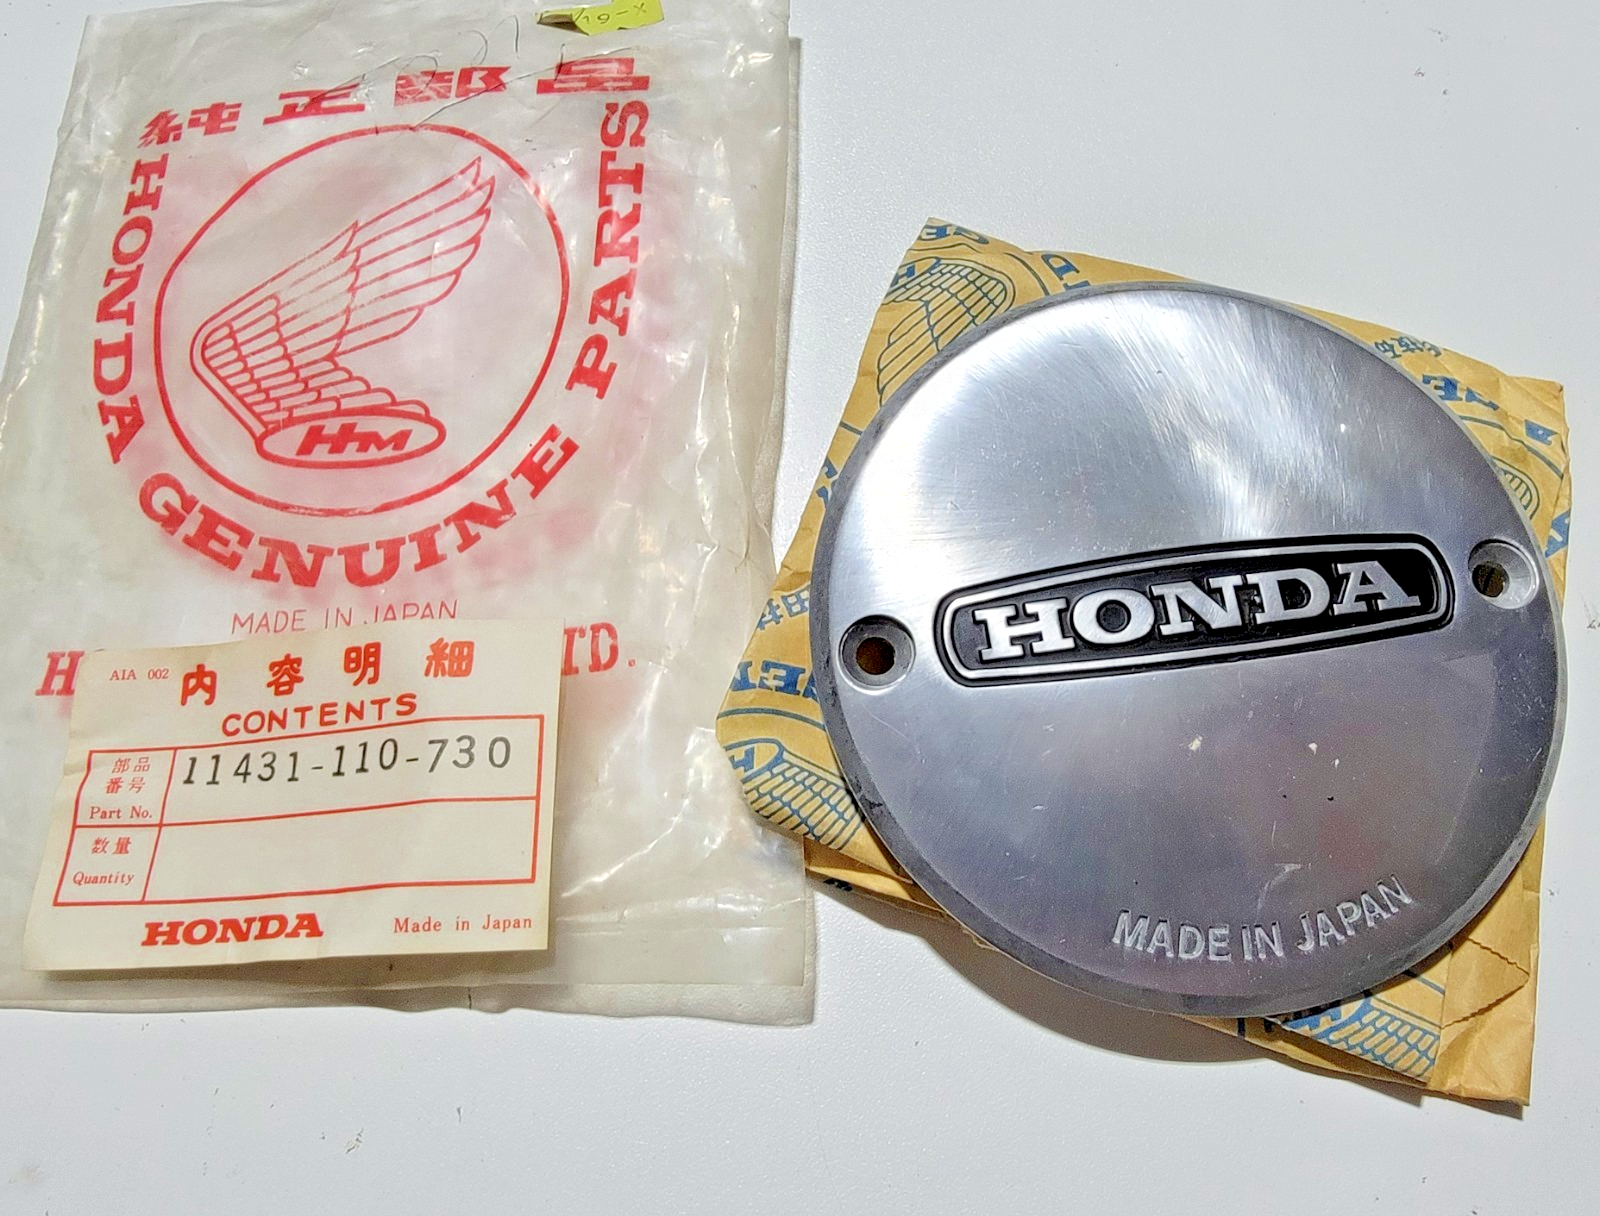 純正部品
HONDA GENUINE PARTS
HM
MADE IN JAPAN
TD.
AIA 002
内容明細
CONTENTS
部品番号
Part No.
11431-110-730
数量
Quantity
HONDA
Made in Japan
HONDA
MADE IN JAPAN